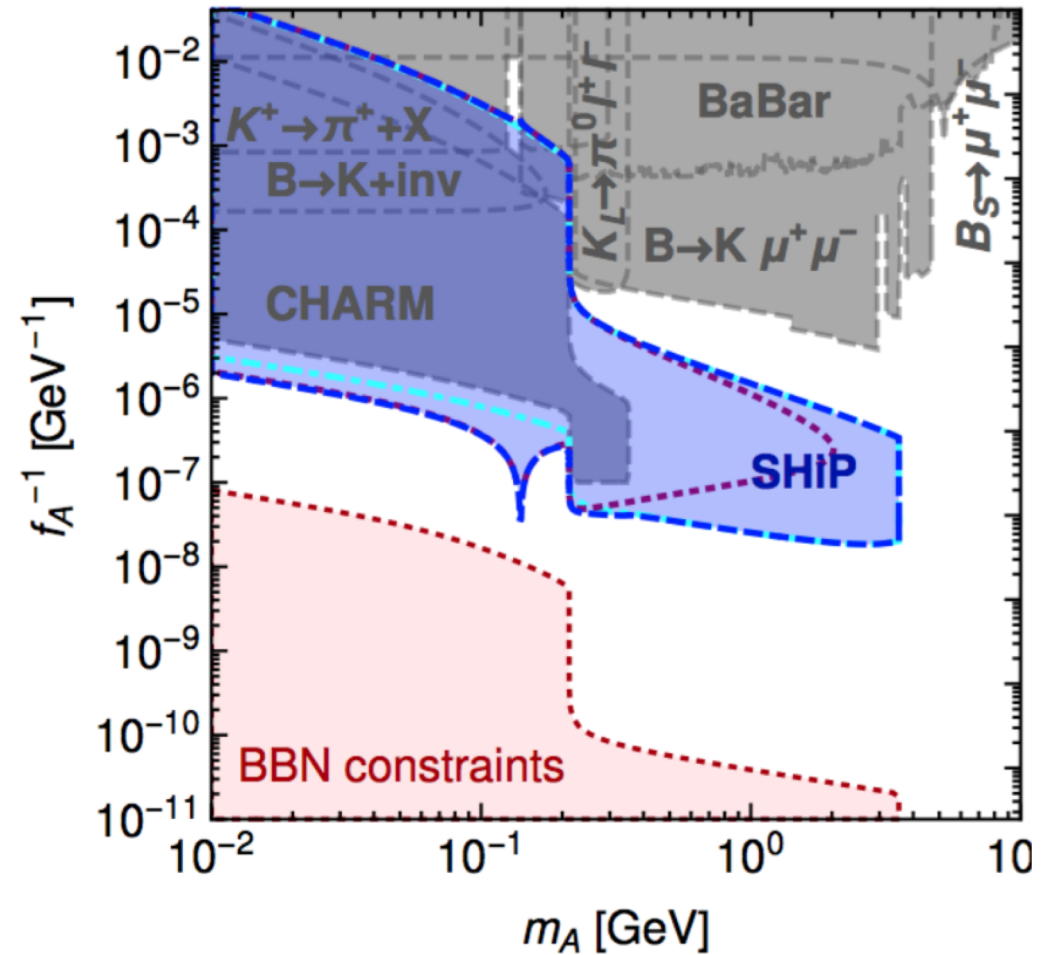 10⁻²
10⁻³
10⁻⁴
10⁻⁵
10⁻⁶
10⁻⁷
10⁻⁸
10⁻⁹
10⁻¹⁰
10⁻¹¹
f_A⁻¹ [GeV⁻¹]
K⁺→π⁺+X
B→K+inv
CHARM
K_L→π⁰l⁺l⁻
BaBar
B→K μ⁺μ⁻
B_S→μ⁺μ⁻
SHiP
BBN constraints
10⁻² 10⁻¹ 10⁰ 10
m_A [GeV]